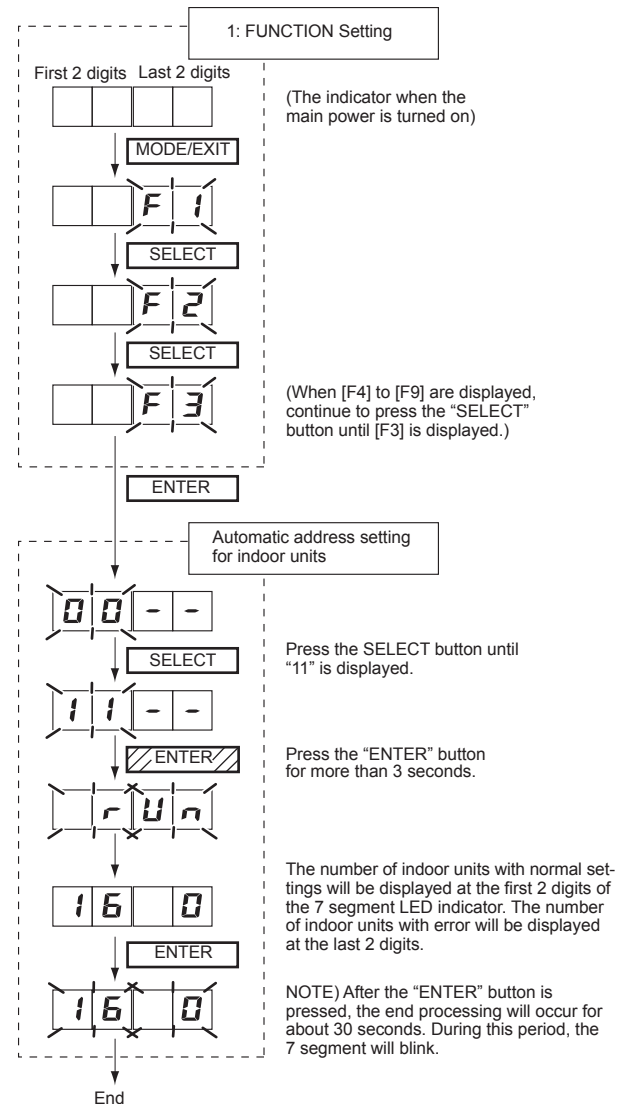 1: FUNCTION Setting
First 2 digits Last 2 digits
(The indicator when the
main power is turned on)
MODE/EXIT
F 1
SELECT
F 2
SELECT
F 3
(When [F4] to [F9] are displayed,
continue to press the “SELECT”
button until [F3] is displayed.)
ENTER
Automatic address setting
for indoor units
0 0 - -
SELECT
Press the SELECT button until
“11” is displayed.
1 1 - -
ENTER
Press the “ENTER” button
for more than 3 seconds.
r U n
The number of indoor units with normal set-
tings will be displayed at the first 2 digits of
the 7 segment LED indicator. The number
of indoor units with error will be displayed
at the last 2 digits.
1 6 0
ENTER
1 6 0
NOTE) After the “ENTER” button is
pressed, the end processing will occur for
about 30 seconds. During this period, the
7 segment will blink.
End